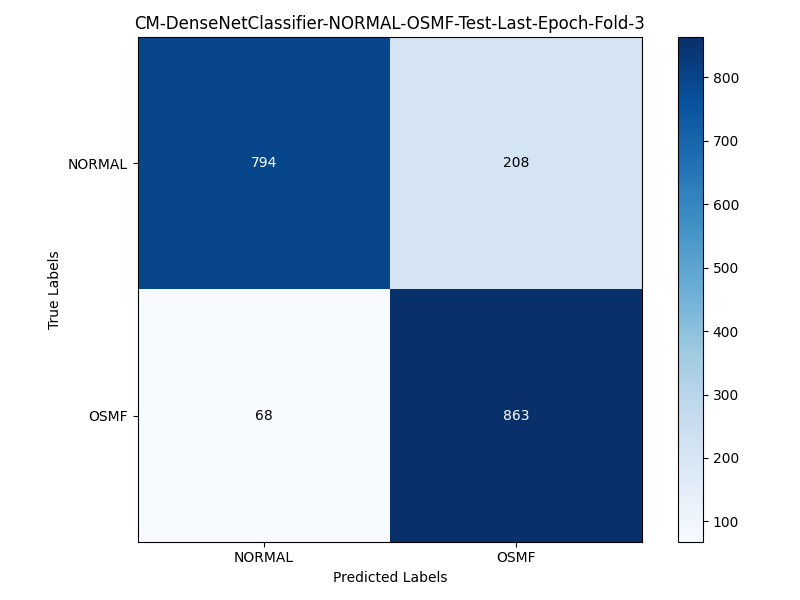 CM-DenseNetClassifier-NORMAL-OSMF-Test-Last-Epoch-Fold-3
NORMAL
794
208
OSMF
68
863
True Labels
NORMAL
OSMF
Predicted Labels
800
700
600
500
400
300
200
100